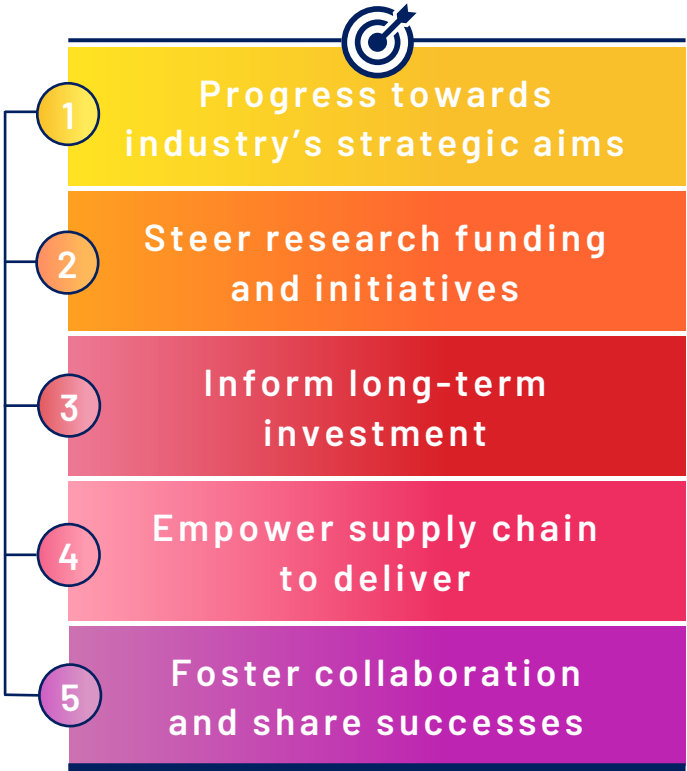 1
Progress towards
industry's strategic aims
2
Steer research funding
and initiatives
3
Inform long-term
investment
4
Empower supply chain
to deliver
5
Foster collaboration
and share successes